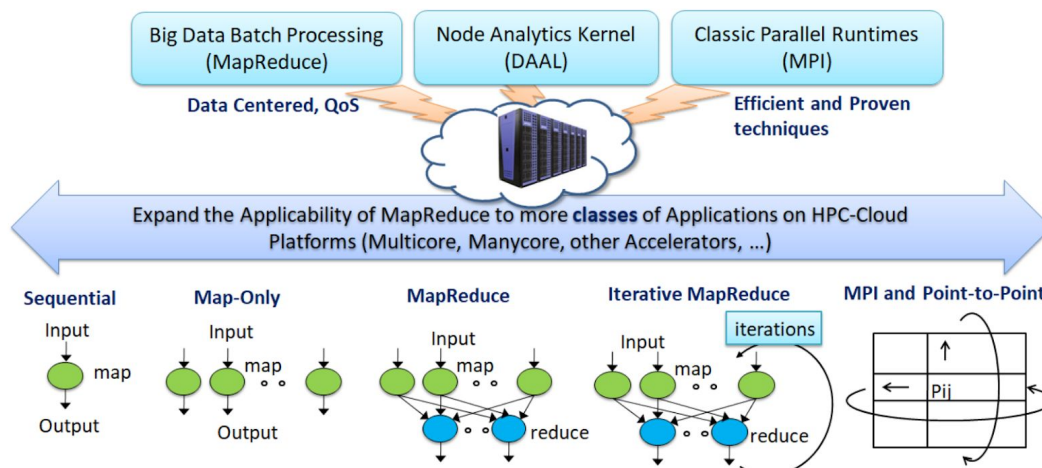 Big Data Batch Processing
(MapReduce)
Node Analytics Kernel
(DAAL)
Classic Parallel Runtimes
(MPI)
Data Centered, QoS
Efficient and Proven
techniques
Expand the Applicability of MapReduce to more classes of Applications on HPC-Cloud
Platforms (Multicore, Manycore, other Accelerators, ...)
Sequential
Input
map
Output
Map-Only
Input
map
Output
MapReduce
Input
map
reduce
Iterative MapReduce
iterations
Input
map
reduce
MPI and Point-to-Point
Pij